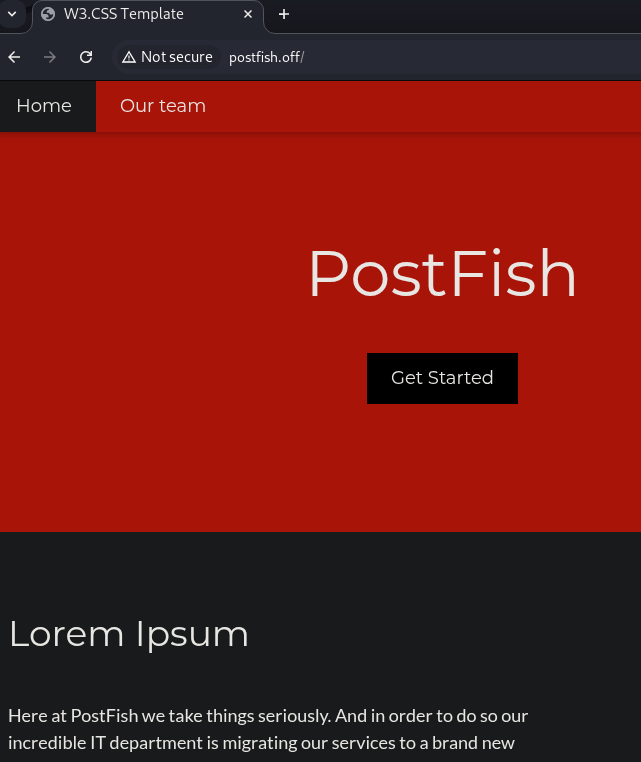 W3.CSS Template
Not secure postfish.off/
Home Our team
PostFish
Get Started
Lorem Ipsum
Here at PostFish we take things seriously. And in order to do so our
incredible IT department is migrating our services to a brand new